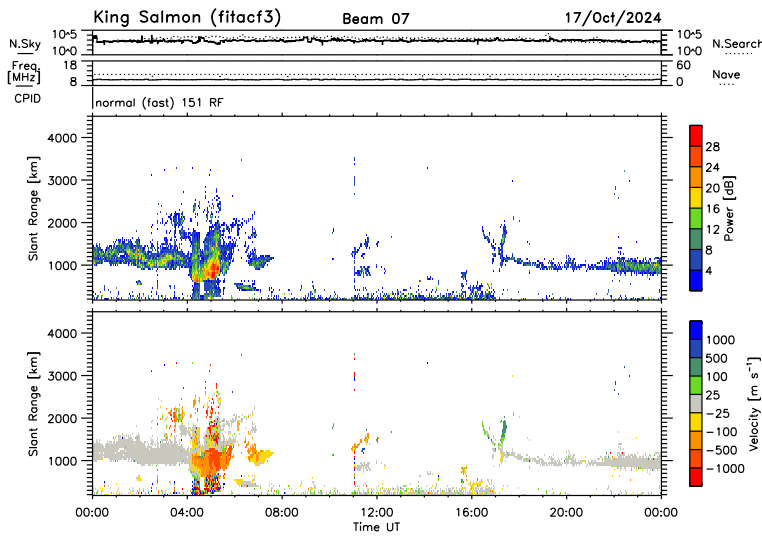 King Salmon (fitacf3) Beam 07 17/Oct/2024
N.Sky 10^5 10^0 10^5 10^0 N.Search
Freq. [MHz] 18 8 60 0 Nave
CPID normal (fast) 151 RF
Slant Range [km] 4000 3000 2000 1000
Power [dB] 28 24 20 16 12 8 4
Slant Range [km] 4000 3000 2000 1000
Velocity [m s⁻¹] 1000 500 100 25 -25 -100 -500 -1000
00:00 04:00 08:00 12:00 16:00 20:00 00:00
Time UT